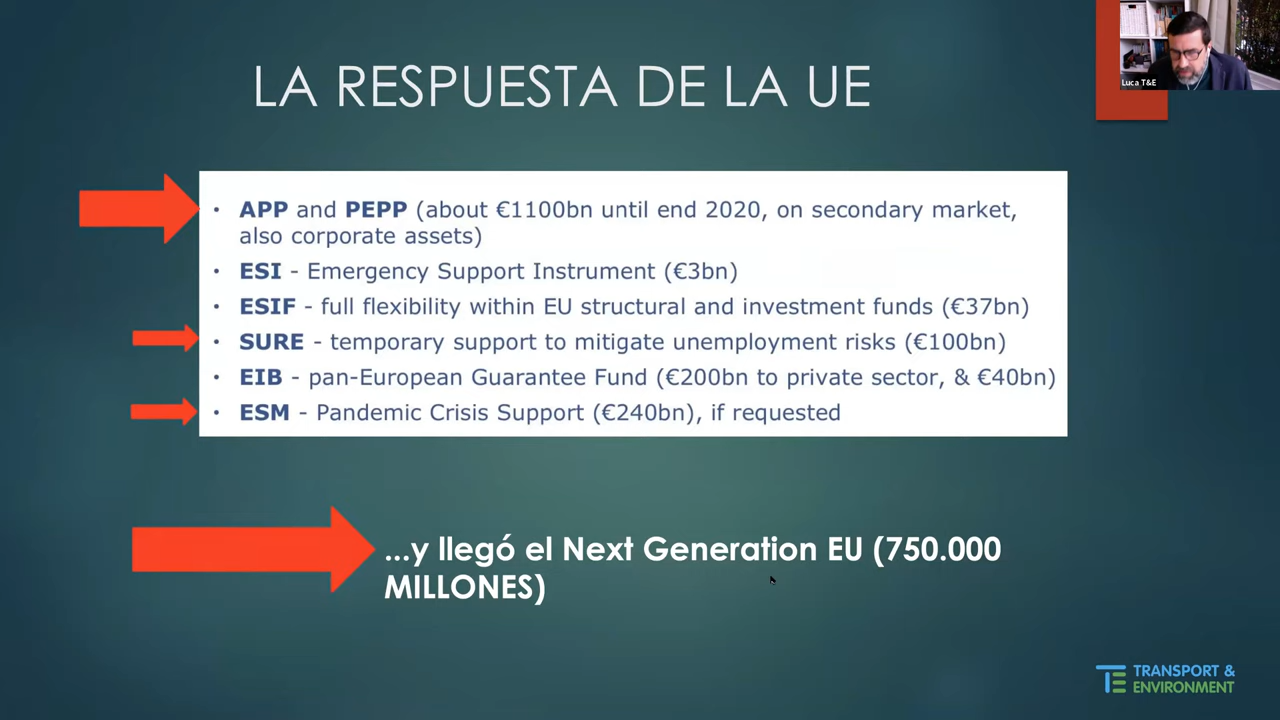 LA RESPUESTA DE LA UE
Luca T&E
• APP and PEPP (about €1100bn until end 2020, on secondary market,
also corporate assets)
• ESI - Emergency Support Instrument (€3bn)
• ESIF - full flexibility within EU structural and investment funds (€37bn)
• SURE - temporary support to mitigate unemployment risks (€100bn)
• EIB - pan-European Guarantee Fund (€200bn to private sector, & €40bn)
• ESM - Pandemic Crisis Support (€240bn), if requested
...y llegó el Next Generation EU (750.000
MILLONES)
TE TRANSPORT &
ENVIRONMENT